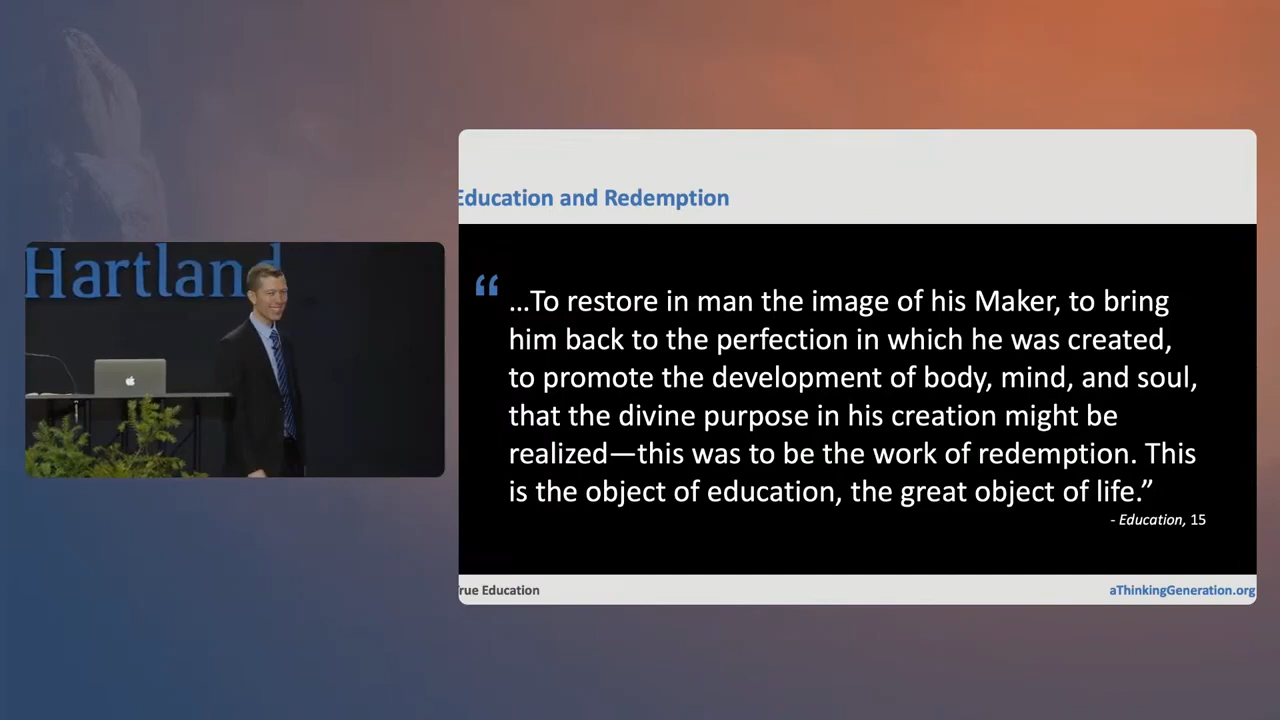 Hartland
Education and Redemption
“
…To restore in man the image of his Maker, to bring
him back to the perfection in which he was created,
to promote the development of body, mind, and soul,
that the divine purpose in his creation might be
realized—this was to be the work of redemption. This
is the object of education, the great object of life.”
- Education, 15
True Education
aThinkingGeneration.org